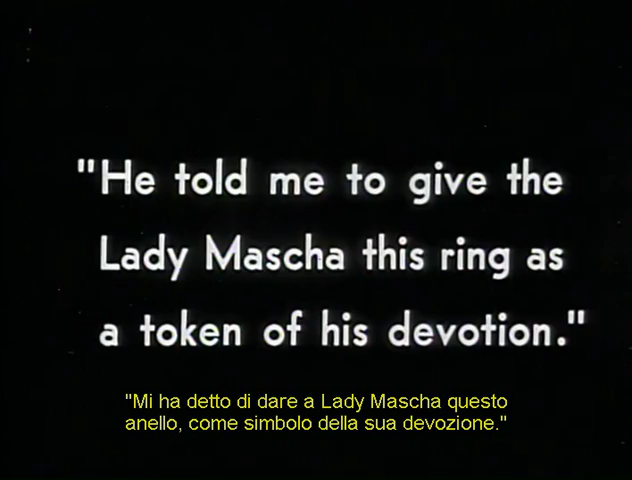 "He told me to give the
Lady Mascha this ring as
a token of his devotion."
"Mi ha detto di dare a Lady Mascha questo
anello, come simbolo della sua devozione."